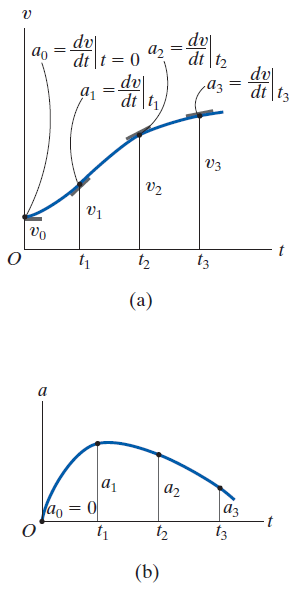 v
a₀ = dv/dt | t = 0
a₂ = dv/dt | t₂
a₁ = dv/dt | t₁
a₃ = dv/dt | t₃
v₃
v₂
v₁
v₀
t
O t₁ t₂ t₃
(a)
a
a₁
a₂
a₀ = 0
a₃
t
O t₁ t₂ t₃
(b)